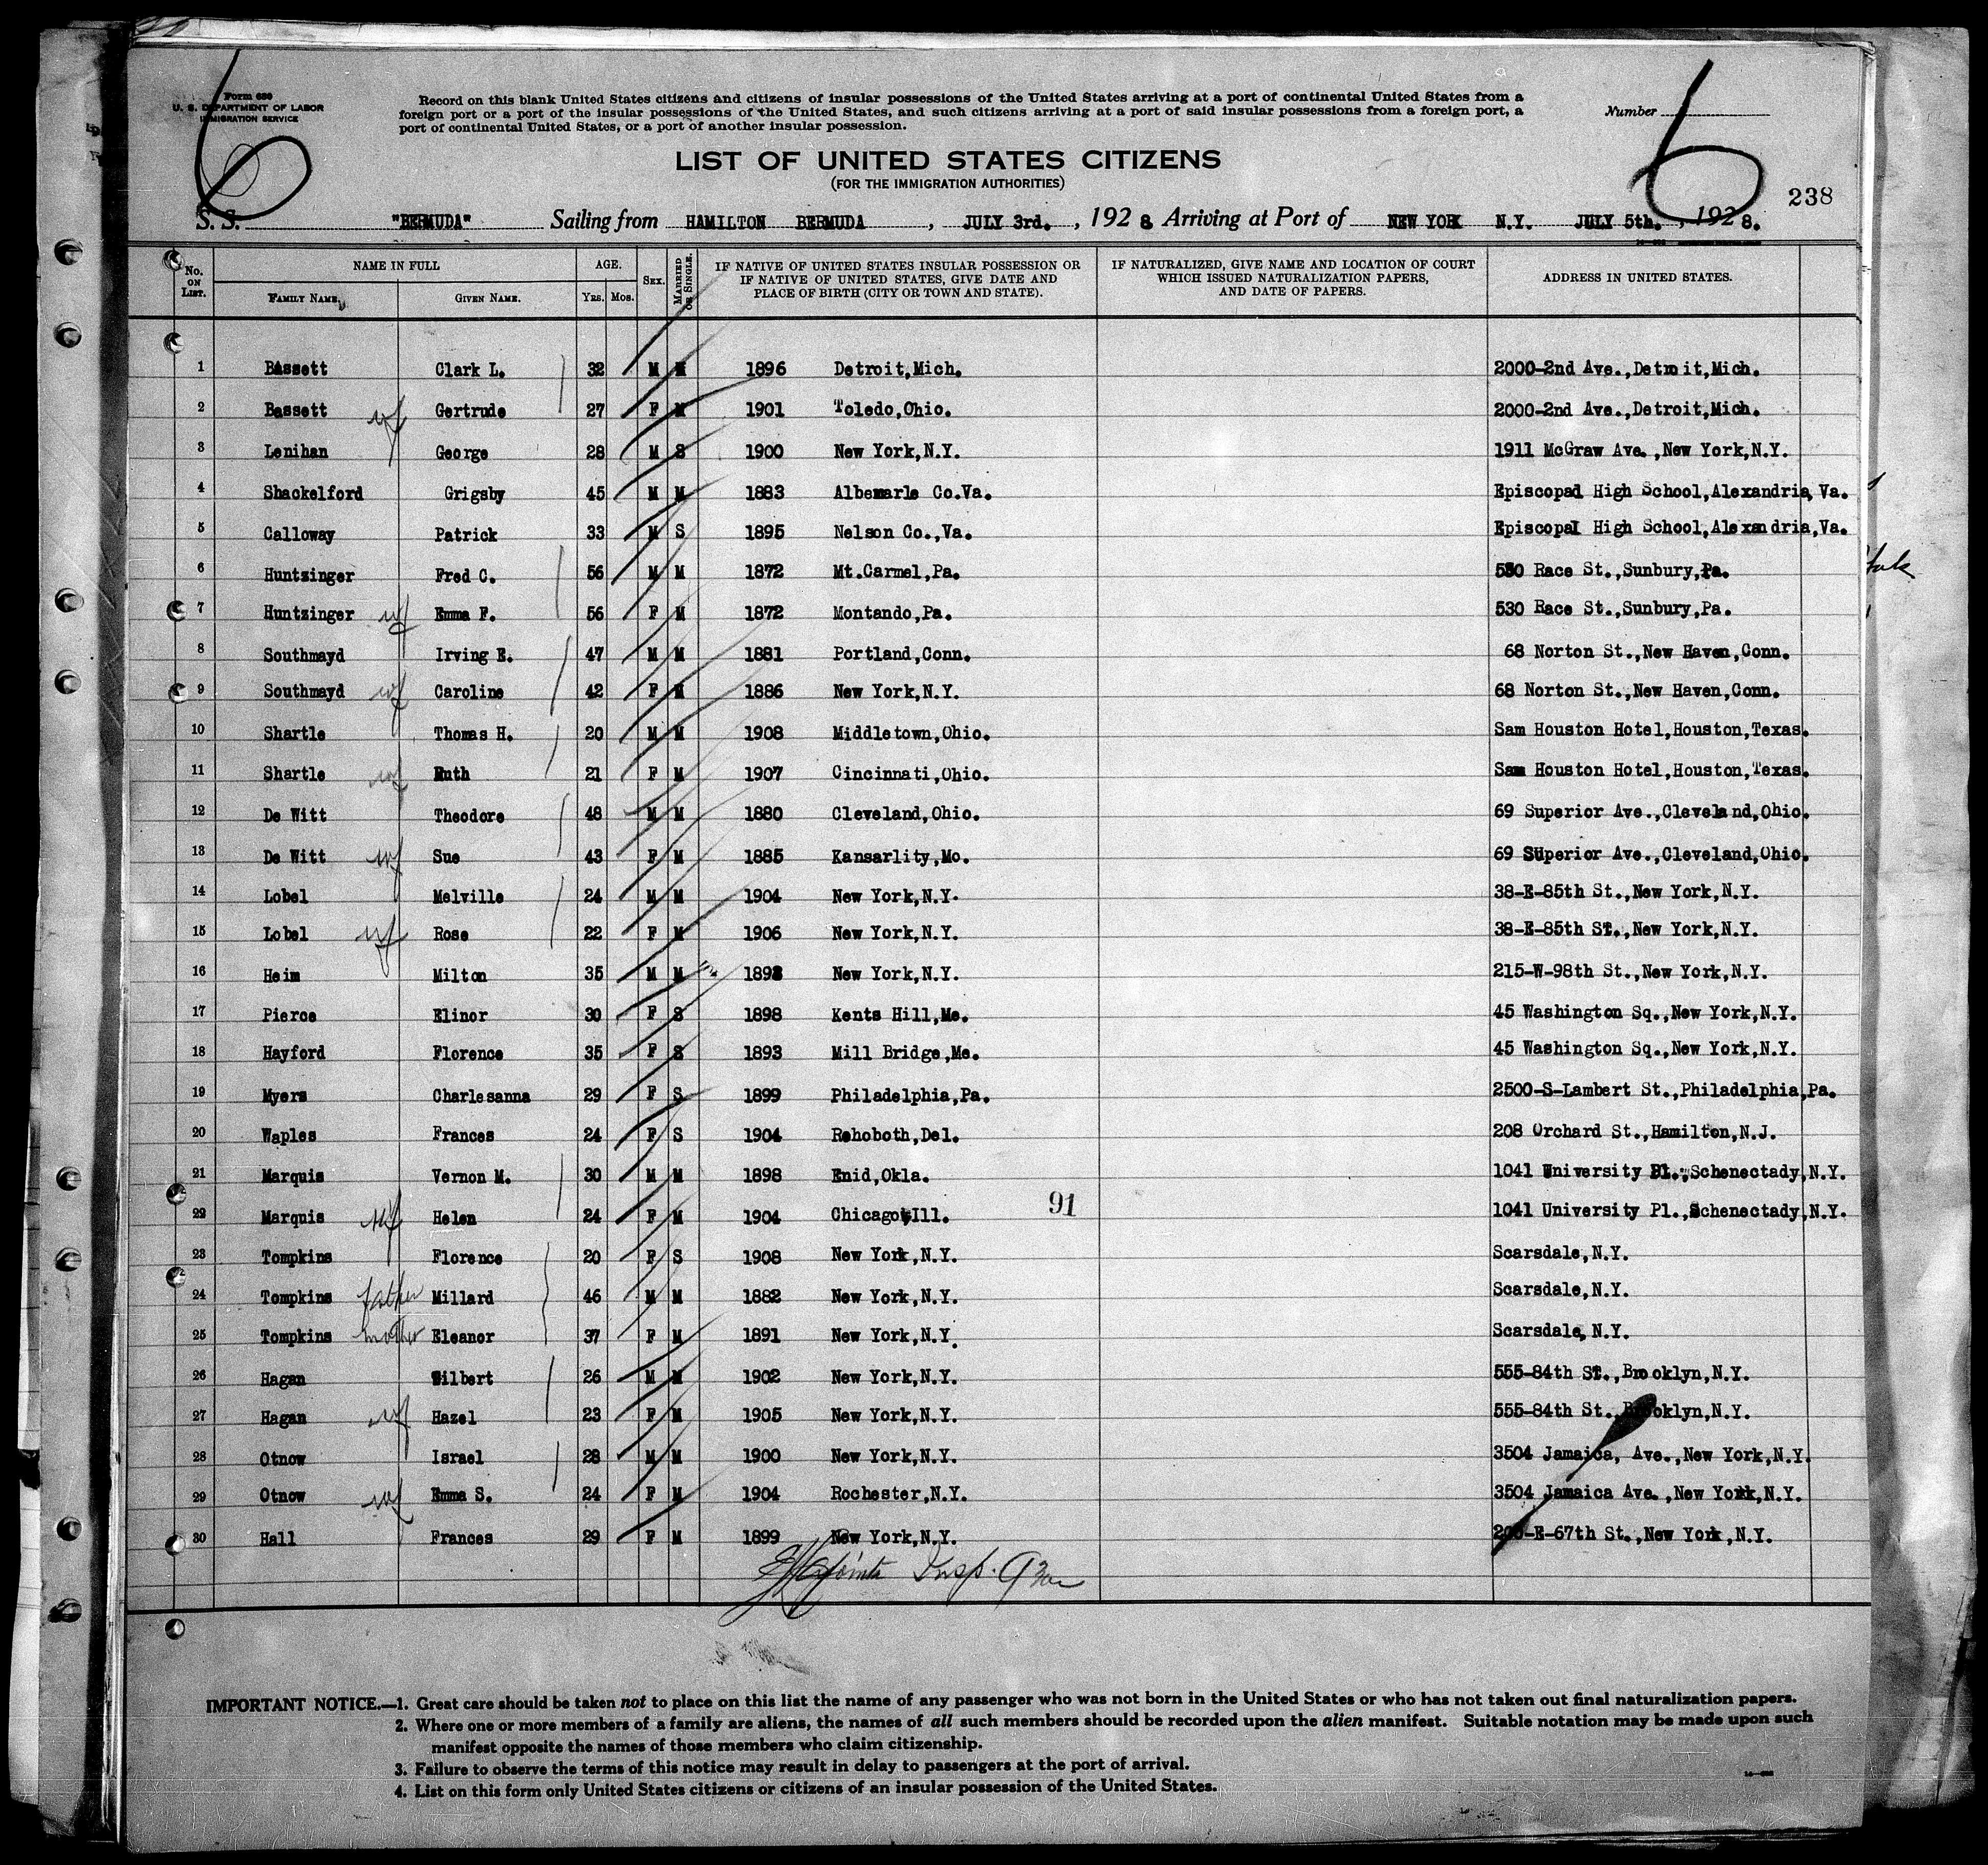 Form 630
U. S. DEPARTMENT OF LABOR
IMMIGRATION SERVICE
6
Record on this blank United States citizens and citizens of insular possessions of the United States arriving at a port of continental United States from a
foreign port or a port of the insular possessions of the United States, and such citizens arriving at a port of said insular possessions from a foreign port, a
port of continental United States, or a port of another insular possession.
Number
6
LIST OF UNITED STATES CITIZENS
(FOR THE IMMIGRATION AUTHORITIES)
238
S. S. "BERMUDA" Sailing from HAMILTON BERMUDA , JULY 3rd. , 192 8 Arriving at Port of NEW YORK N.Y. JULY 5th. , 192 8.
No. ON LIST. NAME IN FULL FAMILY NAME. GIVEN NAME. AGE. YRS. MOS. SEX. MARRIED OR SINGLE. IF NATIVE OF UNITED STATES INSULAR POSSESSION OR IF NATIVE OF UNITED STATES, GIVE DATE AND PLACE OF BIRTH (CITY OR TOWN AND STATE). IF NATURALIZED, GIVE NAME AND LOCATION OF COURT WHICH ISSUED NATURALIZATION PAPERS, AND DATE OF PAPERS. ADDRESS IN UNITED STATES.
1 Bassett Clark L. 32 M M 1896 Detroit,Mich. 2000-2nd Ave.,Detroit,Mich.
2 Bassett wf Gertrude 27 F M 1901 Toledo,Ohio. 2000-2nd Ave.,Detroit,Mich.
3 Lenihan George 28 M S 1900 New York,N.Y. 1911 McGraw Ave.,New York,N.Y.
4 Shackelford Grigsby 45 M M 1883 Albemarle Co.Va. Episcopal High School,Alexandria,Va.
5 Calloway Patrick 33 M S 1895 Nelson Co.,Va. Episcopal High School,Alexandria,Va.
6 Huntzinger Fred C. 56 M M 1872 Mt.Carmel,Pa. 530 Race St.,Sunbury,Pa.
7 Huntzinger wf Emma F. 56 F M 1872 Montando,Pa. 530 Race St.,Sunbury,Pa.
8 Southmayd Irving E. 47 M M 1881 Portland,Conn. 68 Norton St.,New Haven,Conn.
9 Southmayd wf Caroline 42 F M 1886 New York,N.Y. 68 Norton St.,New Haven,Conn.
10 Shartle Thomas H. 20 M M 1908 Middletown,Ohio. Sam Houston Hotel,Houston,Texas.
11 Shartle wf Ruth 21 F M 1907 Cincinnati,Ohio. Sam Houston Hotel,Houston,Texas.
12 De Witt Theodore 48 M M 1880 Cleveland,Ohio. 69 Superior Ave.,Cleveland,Ohio.
13 De Witt wf Sue 43 F M 1885 Kansarlity,Mo. 69 SUperior Ave.,Cleveland,Ohio.
14 Lobel Melville 24 M M 1904 New York,N.Y. 38-E-85th St.,New York,N.Y.
15 Lobel wf Rose 22 F M 1906 New York,N.Y. 38-E-85th ST.,New York,N.Y.
16 Heim Milton 35 M M 1893 New York,N.Y. 215-W-98th St.,New York,N.Y.
17 Pierce Elinor 30 F S 1898 Kents Hill,Me. 45 Washington Sq.,New York,N.Y.
18 Hayford Florence 35 F S 1893 Mill Bridge,Me. 45 Washington Sq.,New York,N.Y.
19 Myers Charlesanna 29 F S 1899 Philadelphia,Pa. 2500-S-Lambert St.,Philadelphia,Pa.
20 Waples Frances 24 F S 1904 Rehoboth,Del. 208 Orchard St.,Hamilton,N.J.
21 Marquis Vernon M. 30 M M 1898 Enid,Okla. 1041 University Pl.,Schenectady,N.Y.
22 Marquis wf Helen 24 F M 1904 Chicago,Ill. 91 1041 University Pl.,Schenectady,N.Y.
23 Tompkins Florence 20 F S 1908 New York,N.Y. Scarsdale,N.Y.
24 Tompkins father Millard 46 M M 1882 New York,N.Y. Scarsdale,N.Y.
25 Tompkins mother Eleanor 37 F M 1891 New York,N.Y. Scarsdale,N.Y.
26 Hagan Wilbert 26 M M 1902 New York,N.Y. 555-84th ST.,Brooklyn,N.Y.
27 Hagan wf Hazel 23 F M 1905 New York,N.Y. 555-84th St.,Brooklyn,N.Y.
28 Otnow Israel 28 M M 1900 New York,N.Y. 3504 Jamaica, Ave.,New York,N.Y.
29 Otnow wf Emma S. 24 F M 1904 Rochester,N.Y. 3504 Jamaica Ave.,New York,N.Y.
30 Hall Frances 29 F M 1899 New York,N.Y. -E-67th St.,New York,N.Y.
Insp.
IMPORTANT NOTICE.—1. Great care should be taken not to place on this list the name of any passenger who was not born in the United States or who has not taken out final naturalization papers.
2. Where one or more members of a family are aliens, the names of all such members should be recorded upon the alien manifest. Suitable notation may be made upon such
manifest opposite the names of those members who claim citizenship.
3. Failure to observe the terms of this notice may result in delay to passengers at the port of arrival.
4. List on this form only United States citizens or citizens of an insular possession of the United States.